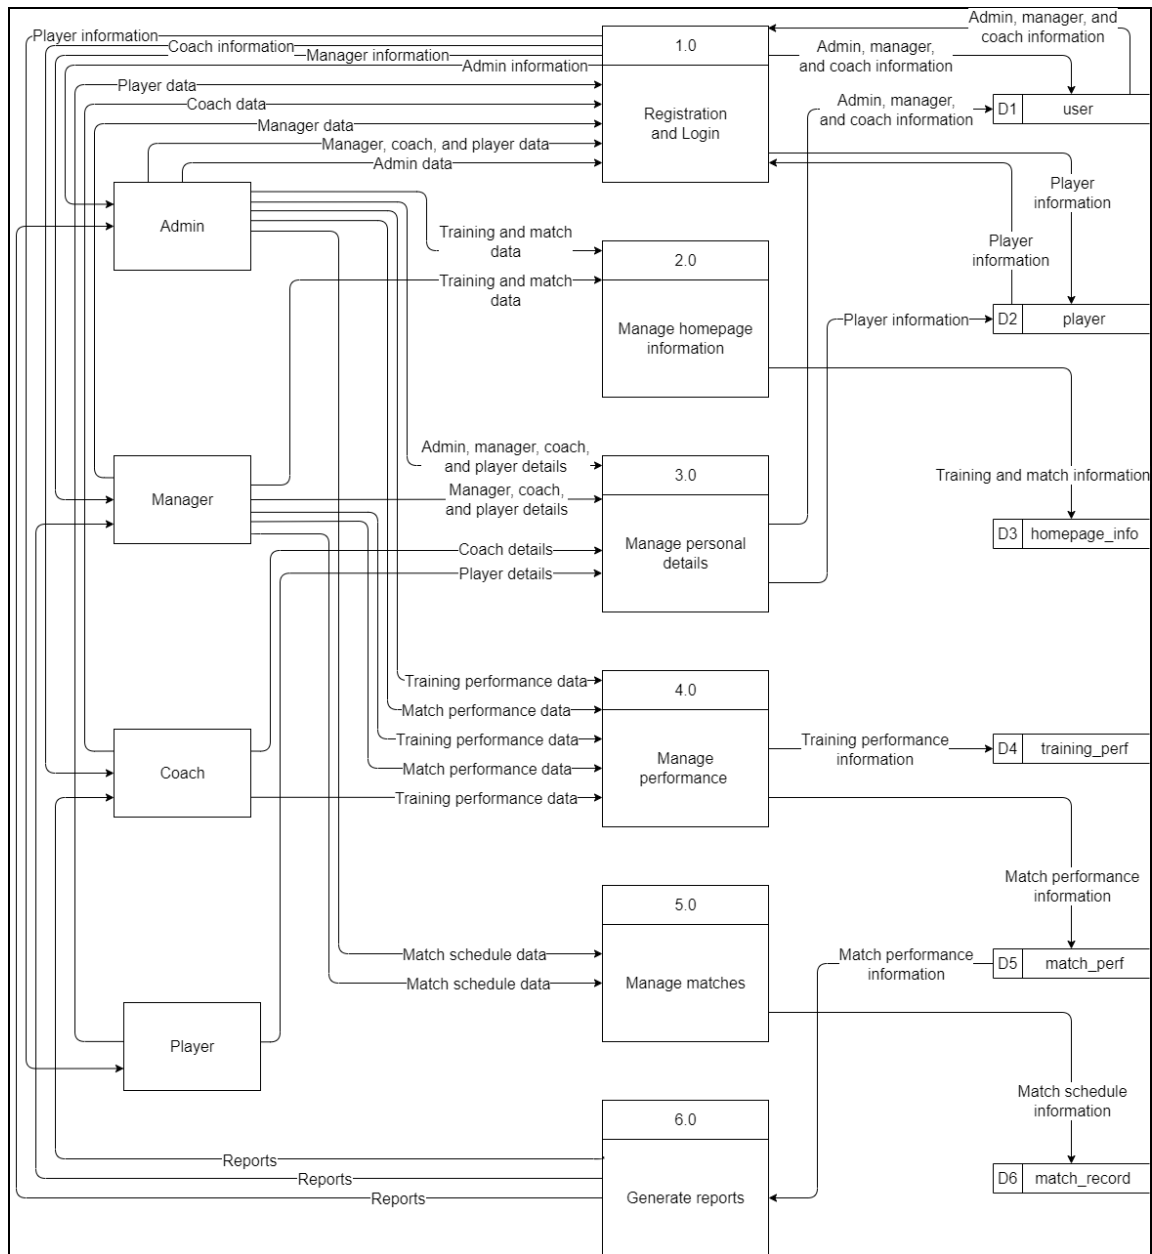 Admin, manager, and
coach information
Player information
Coach information
Manager information
Admin information
1.0
Admin, manager,
and coach information
Player data
Coach data
Manager data
Manager, coach, and player data
Admin data
Registration
and Login
Admin, manager,
and coach information
D1 user
Player
information
Admin
Training and match
data
Player
information
2.0
Training and match
data
Manage homepage
information
Player information
D2 player
Admin, manager, coach,
and player details
3.0
Training and match information
Manager
Manager, coach,
and player details
D3 homepage_info
Coach details
Manage personal
details
Player details
Training performance data
4.0
Match performance data
Training performance data
Training performance
information
D4 training_perf
Coach
Match performance data
Manage
performance
Training performance data
Match performance
information
5.0
Match schedule data
Match performance
information
D5 match_perf
Match schedule data
Manage matches
Player
Match schedule
information
6.0
Reports
Reports
Reports
Generate reports
D6 match_record